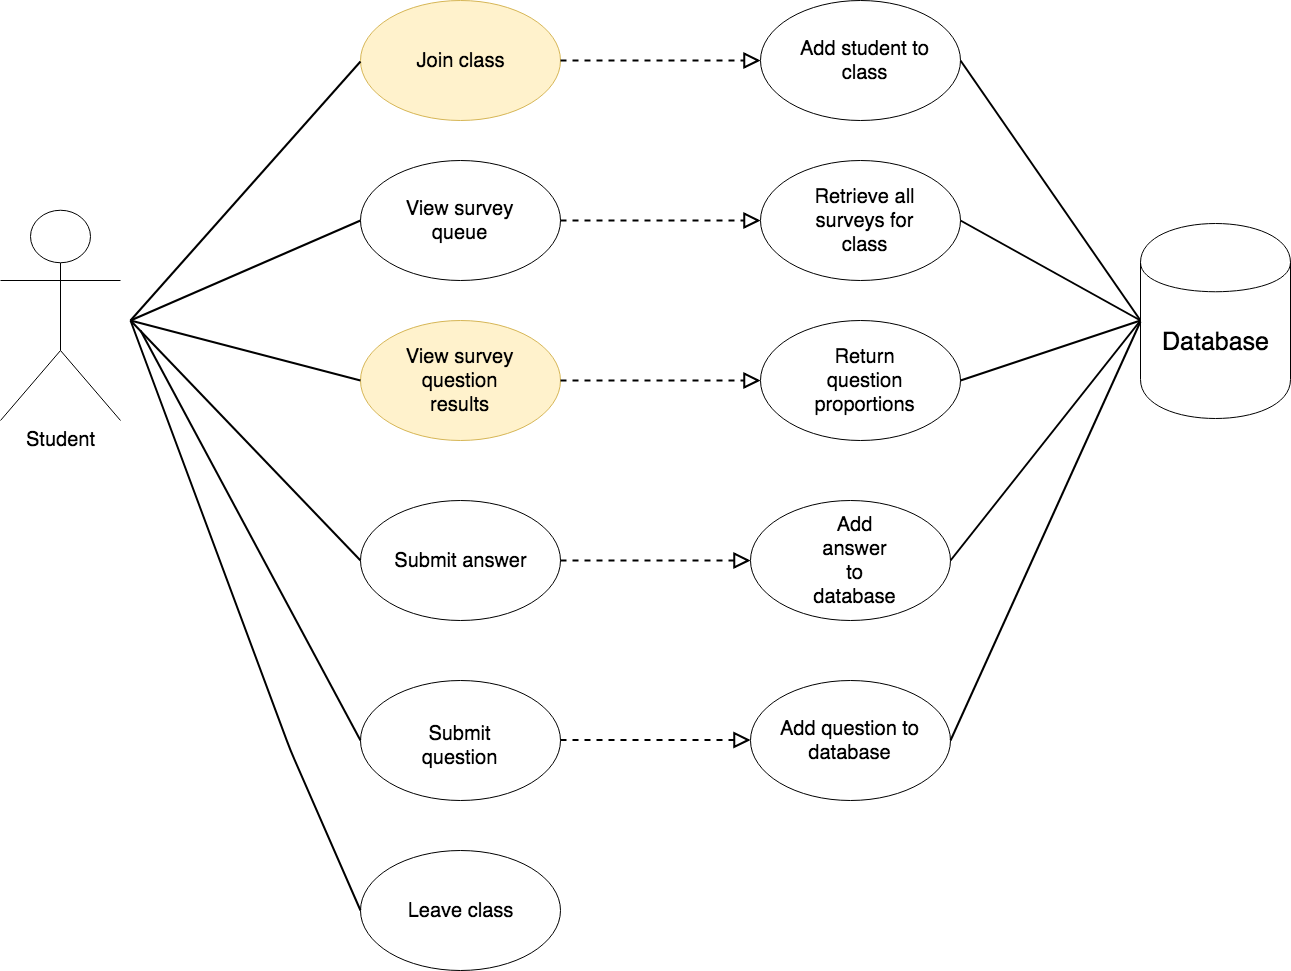 Join class
Add student to
class
View survey
queue
Retrieve all
surveys for
class
Student
View survey
question
results
Return
question
proportions
Database
Submit answer
Add
answer
to
database
Submit
question
Add question to
database
Leave class